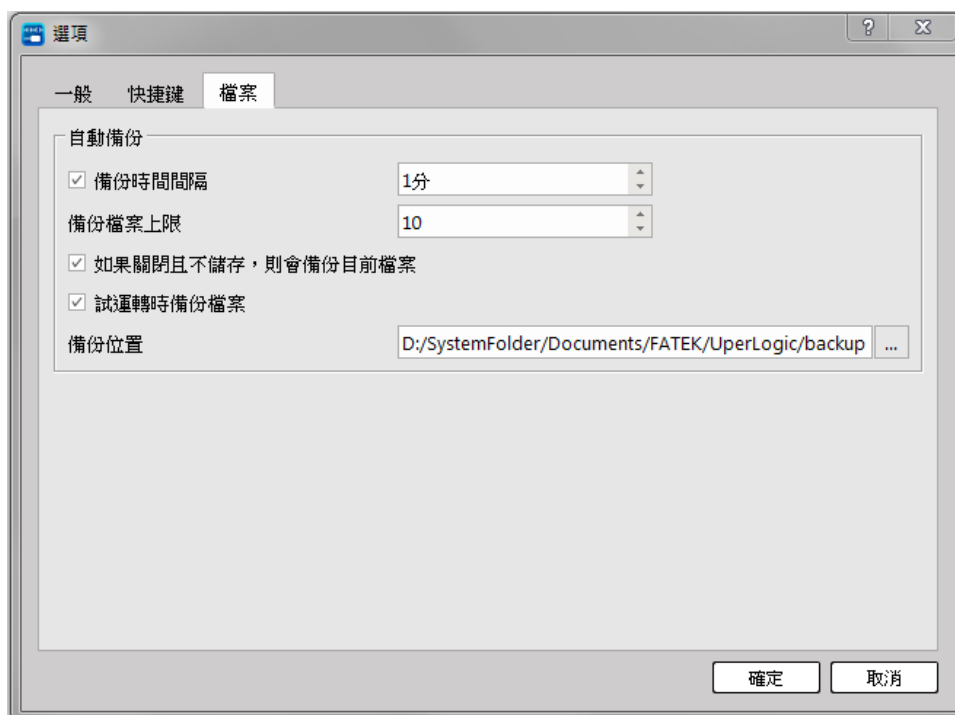 選項
一般 快捷鍵 檔案
自動備份
備份時間間隔 1分
備份檔案上限 10
如果關閉且不儲存，則會備份目前檔案
試運轉時備份檔案
備份位置 D:/SystemFolder/Documents/FATEK/UperLogic/backup ...
確定 取消